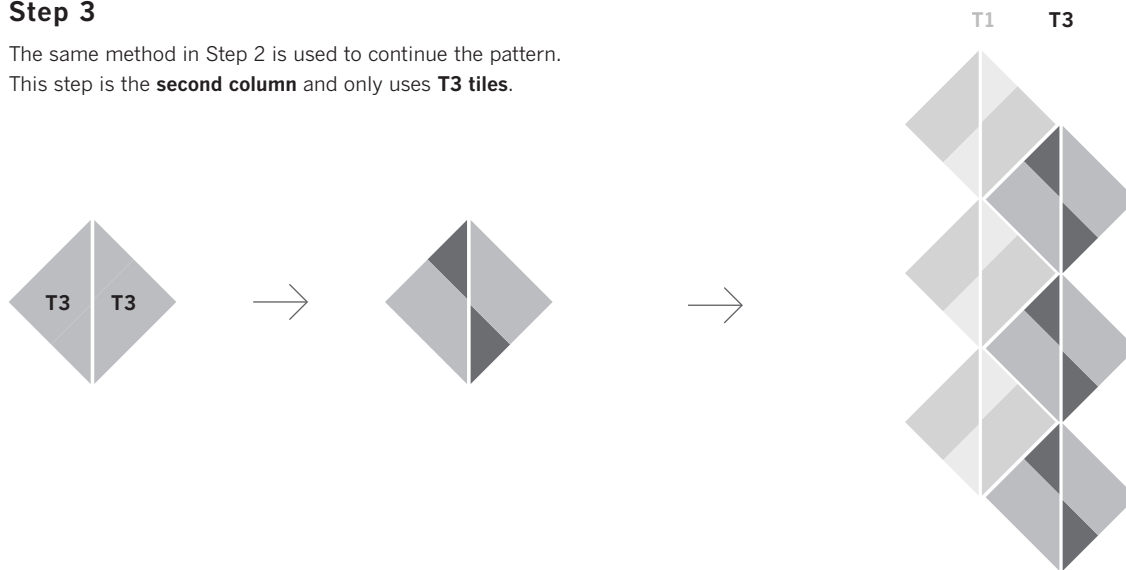 Step 3
The same method in Step 2 is used to continue the pattern.
This step is the second column and only uses T3 tiles.
T1 T3
T3 T3